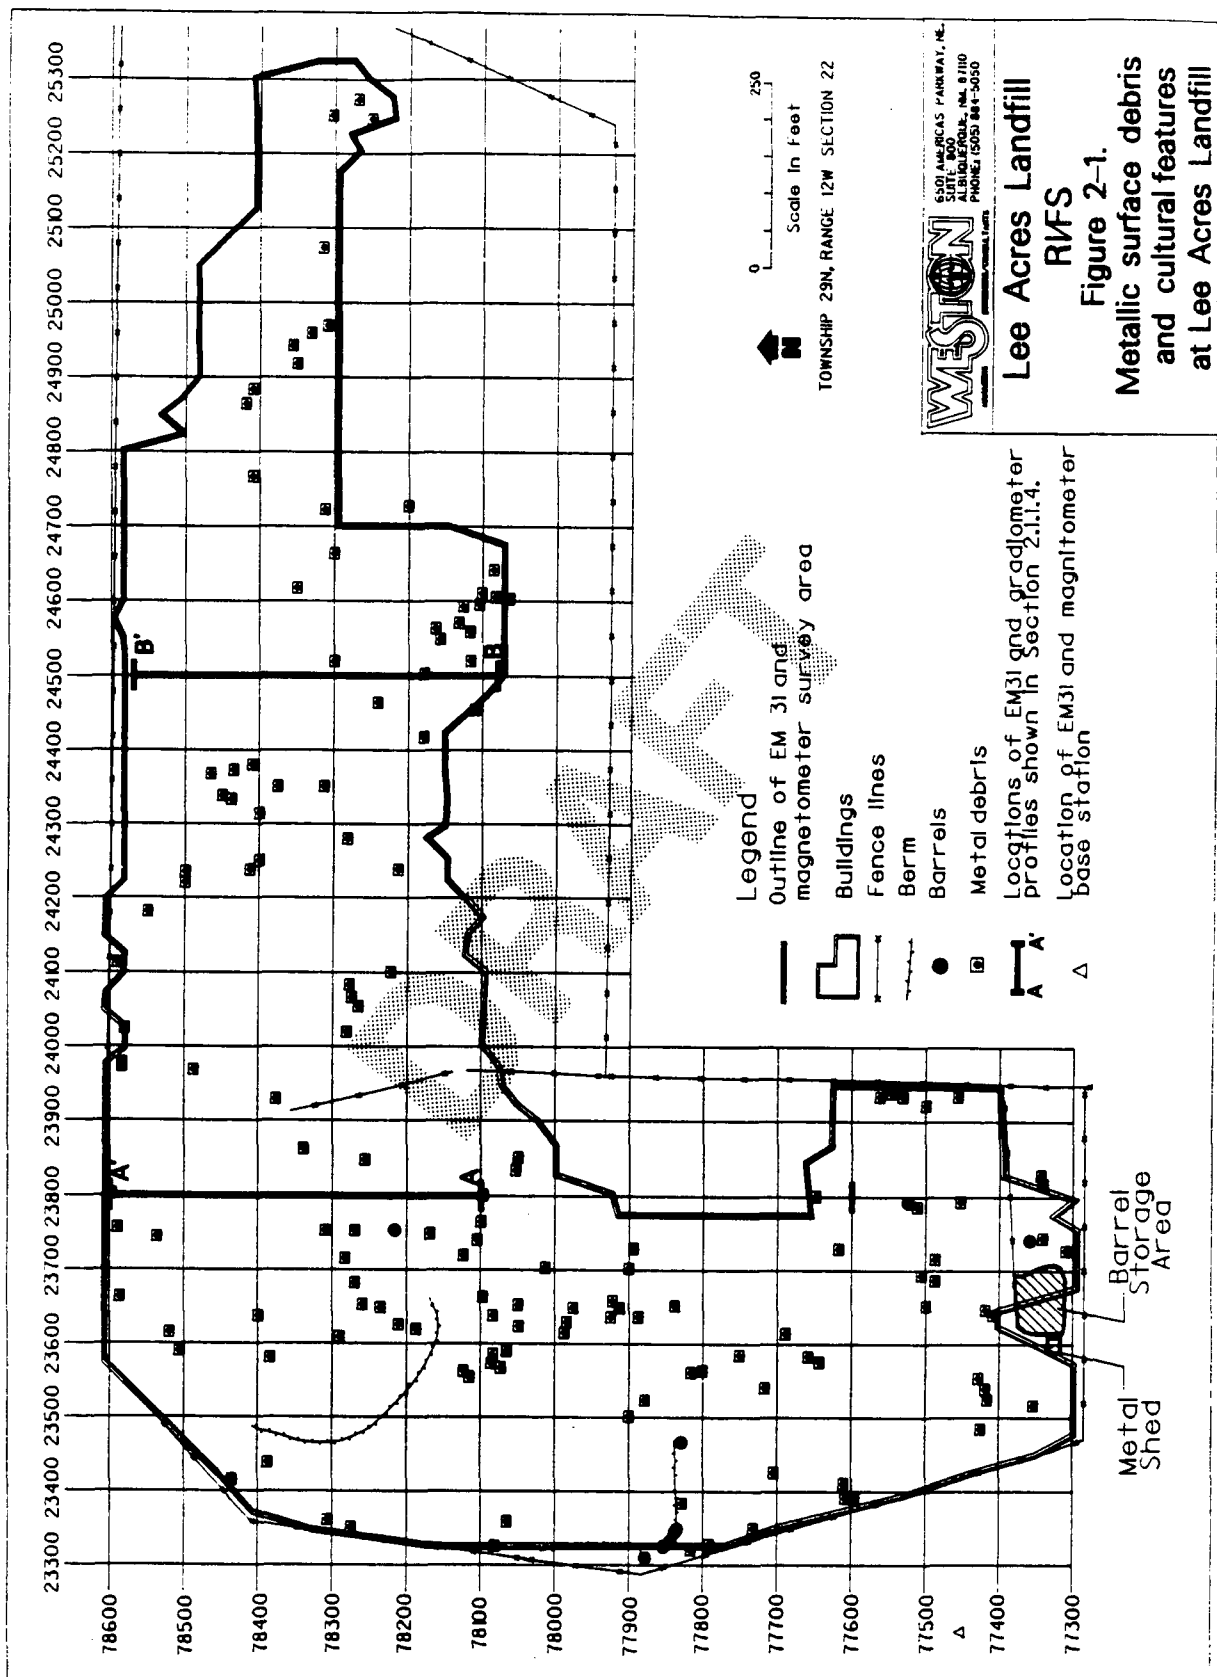 25300
25200
25100
25000
24900
24800
24700
24600
24500
24400
24300
24200
24100
24000
23900
23800
23700
23600
23500
23400
23300
78600
78500
78400
78300
78200
78100
78000
77900
77800
77700
77600
77500
77400
77300
A'
A
B'
B
DRAFT
Barrel
Storage
Area
Metal
Shed
Legend
Outline of EM 31 and
magnetometer survey area
Buildings
Fence lines
Berm
Barrels
Metal debris
A A'
Locations of EM31 and gradiometer
profiles shown in Section 2.1.1.4.
Location of EM31 and magnitometer
base station
0 250
Scale In Feet
N
TOWNSHIP 29N, RANGE 12W SECTION 22
WESTON
6501 AMERICAS PARKWAY, NE.
SUITE 800
ALBUQUERQUE, NM. 87110
PHONE: (505) 884-5050
Lee Acres Landfill
RI/FS
Figure 2-1.
Metallic surface debris
and cultural features
at Lee Acres Landfill